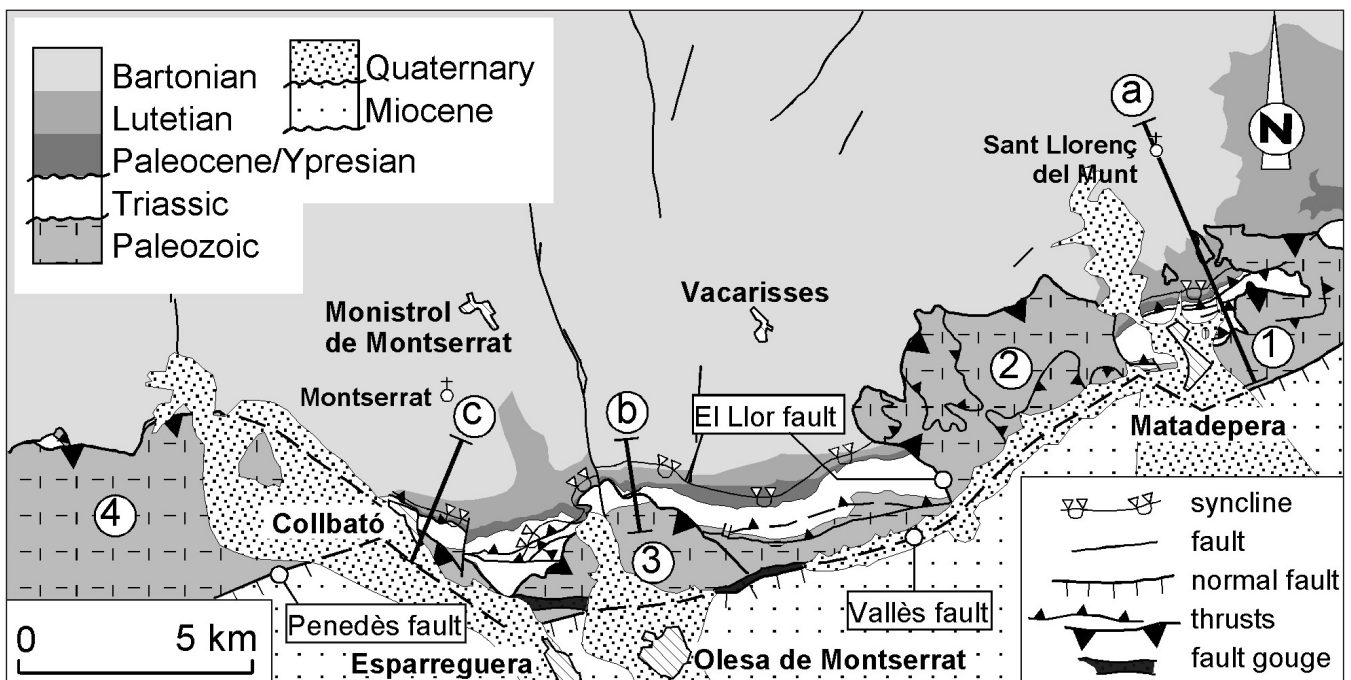 Bartonian
Lutetian
Paleocene/Ypresian
Triassic
Paleozoic
Quaternary
Miocene
a
Sant Llorenç
del Munt
N
Monistrol
de Montserrat
Vacarisses
Montserrat
c
b
El Llor fault
2
1
Matadepera
4
Collbató
3
Penedès fault
Vallès fault
Esparreguera
Olesa de Montserrat
0 5 km
syncline
fault
normal fault
thrusts
fault gouge